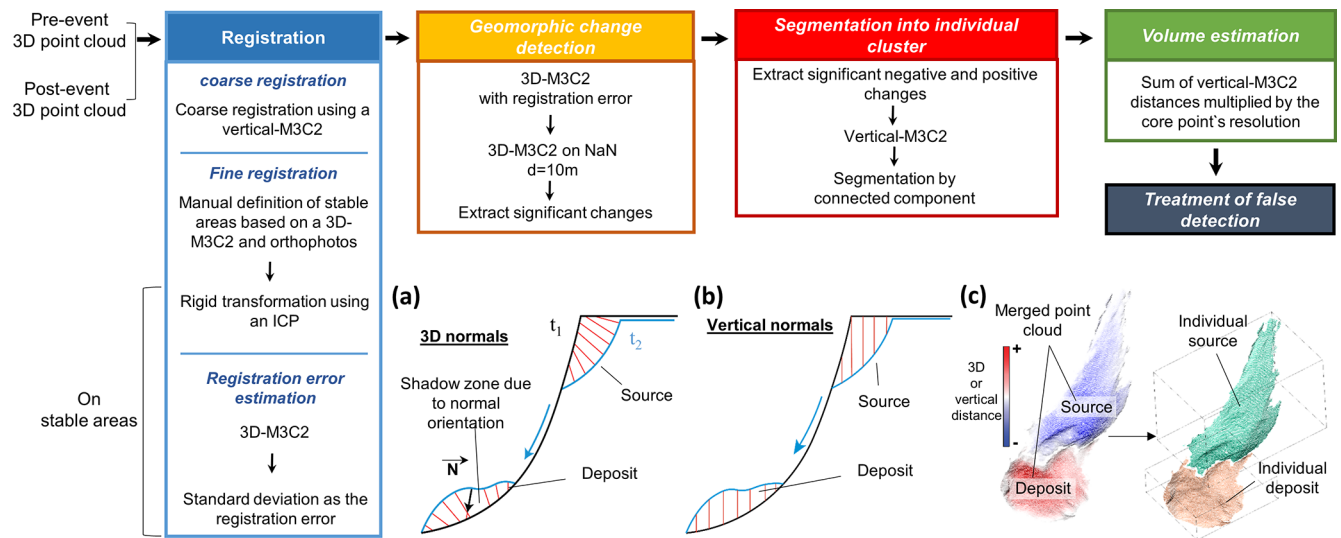 Pre-event
3D point cloud
Post-event
3D point cloud
Registration
coarse registration
Coarse registration using a
vertical-M3C2
Fine registration
Manual definition of stable
areas based on a 3D-
M3C2 and orthophotos
Rigid transformation using
an ICP
Registration error
estimation
3D-M3C2
Standard deviation as the
registration error
On
stable areas
Geomorphic change
detection
3D-M3C2
with registration error
3D-M3C2 on NaN
d=10m
Extract significant changes
Segmentation into individual
cluster
Extract significant negative and positive
changes
Vertical-M3C2
Segmentation by
connected component
Volume estimation
Sum of vertical-M3C2
distances multiplied by the
core point`s resolution
Treatment of false
detection
(a)
3D normals
t1
t2
Shadow zone due
to normal
orientation
Source
N
Deposit
(b)
Vertical normals
Source
Deposit
(c)
Merged point
cloud
+
3D
or
vertical
distance
-
Source
Deposit
Individual
source
Individual
deposit